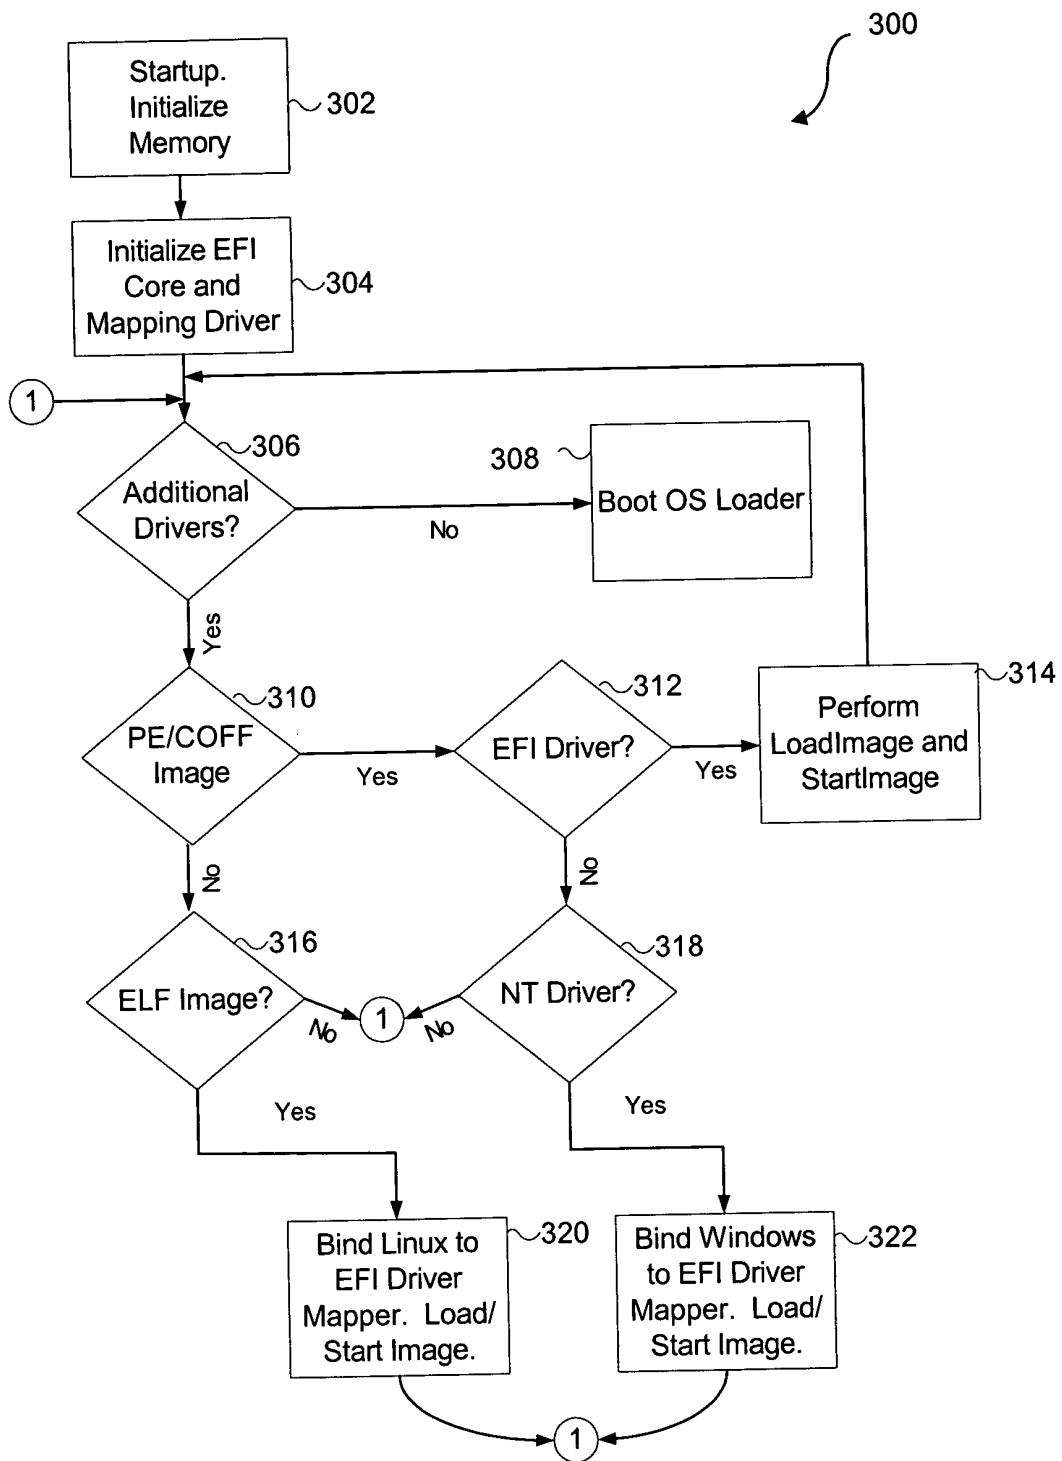 300
Startup.
Initialize
Memory
302
Initialize EFI
Core and
Mapping Driver
304
1
306
Additional
Drivers?
No
308
Boot OS Loader
Yes
310
PE/COFF
Image
Yes
312
EFI Driver?
Yes
314
Perform
LoadImage and
StartImage
No
No
316
ELF Image?
No
1
318
NT Driver?
No
Yes
Yes
320
Bind Linux to
EFI Driver
Mapper. Load/
Start Image.
322
Bind Windows
to EFI Driver
Mapper. Load/
Start Image.
1